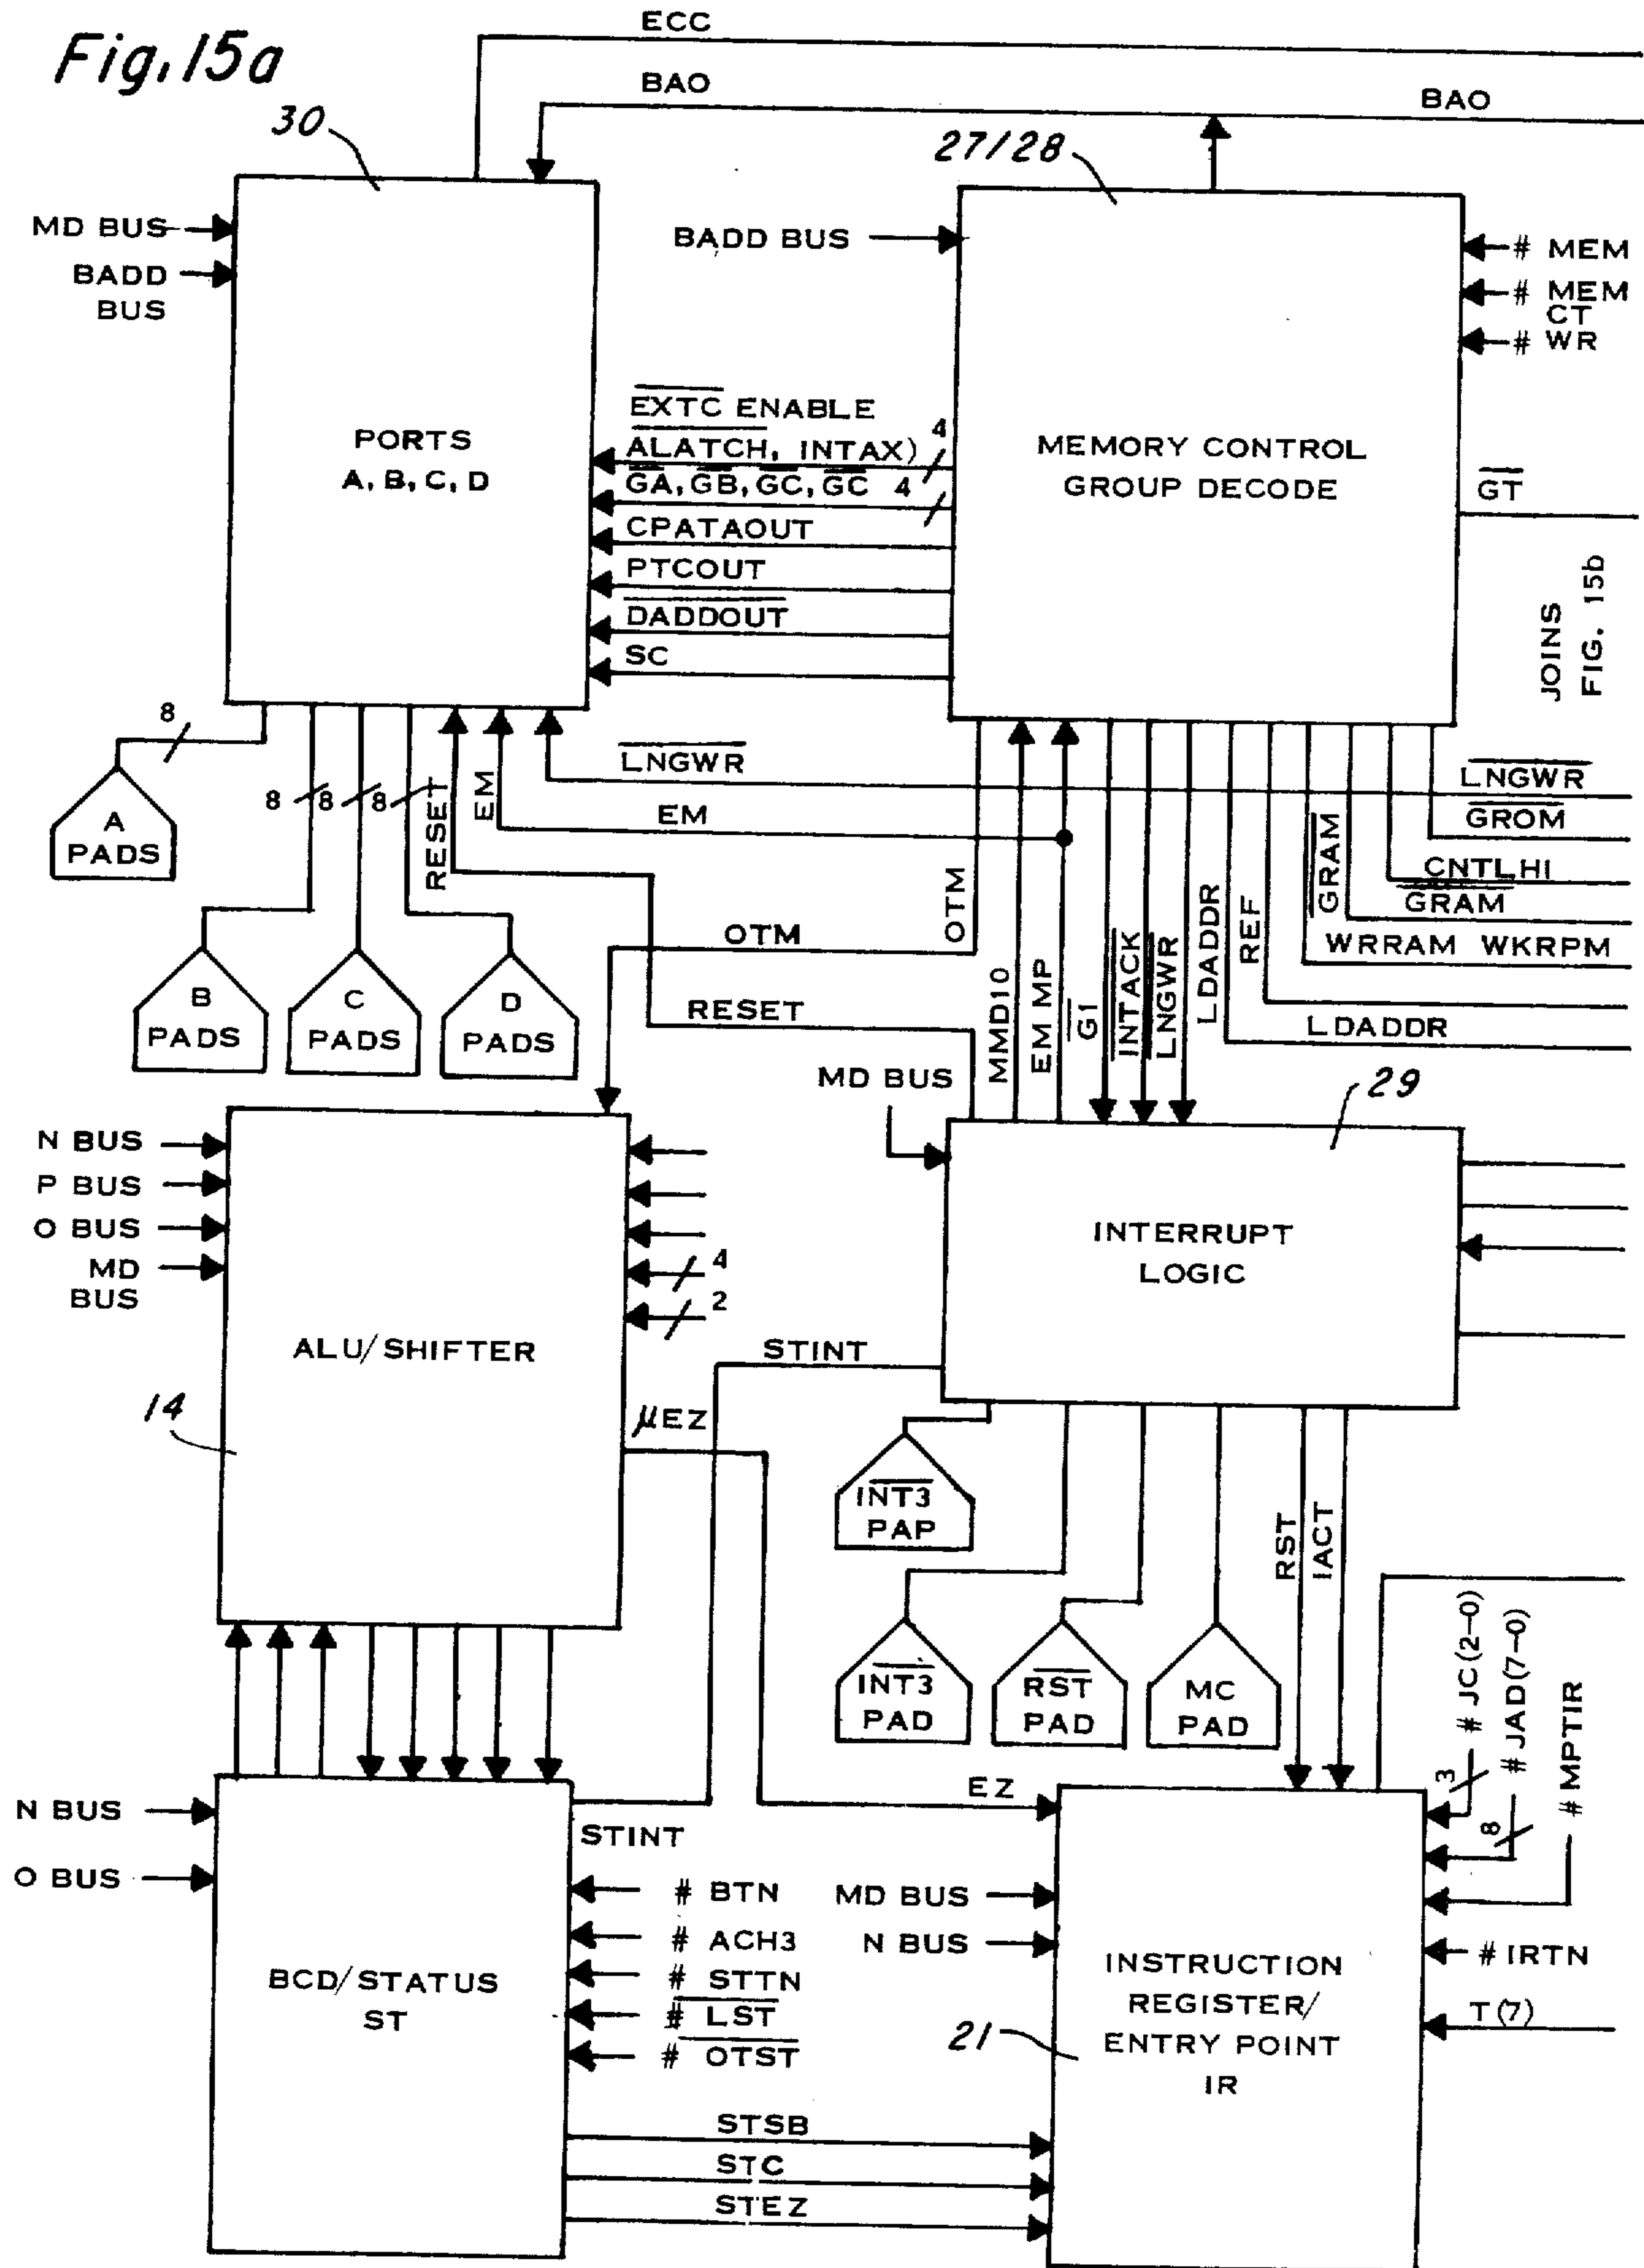 Fig. 15a
ECC
BAO
BAO
30
27/28
MD BUS
BADD
BUS
BADD BUS
# MEM
# MEM
CT
# WR
PORTS
A, B, C, D
EXTC ENABLE
ALATCH, INTAX)
4
GA, GB, GC, GC 4
CPATAOUT
PTCOUT
DADDOUT
SC
MEMORY CONTROL
GROUP DECODE
GT
JOINS
FIG. 15b
8
A
PADS
8
8
8
RESET
EM
LNGWR
EM
LNGWR
GROM
CNTLHI
GRAM
WRRAM WKRPM
LDADDR
B
PADS
C
PADS
D
PADS
OTM
OTM
RESET
MMD10
EM MP
G1
INTACK
LNGWR
LDADDR
REF
GRAM
MD BUS
29
N BUS
P BUS
O BUS
MD
BUS
4
2
ALU/SHIFTER
14
INTERRUPT
LOGIC
STINT
μEZ
INT3
PAP
INT3
PAD
RST
PAD
MC
PAD
RST
IACT
# JC(2-0)
# JAD(7-0)
# MPTIR
3
8
EZ
N BUS
O BUS
STINT
# BTN
# ACH3
# STTN
# LST
# OTST
BCD/STATUS
ST
MD BUS
N BUS
INSTRUCTION
REGISTER/
ENTRY POINT
IR
21
# IRTN
T(7)
STSB
STC
STEZ